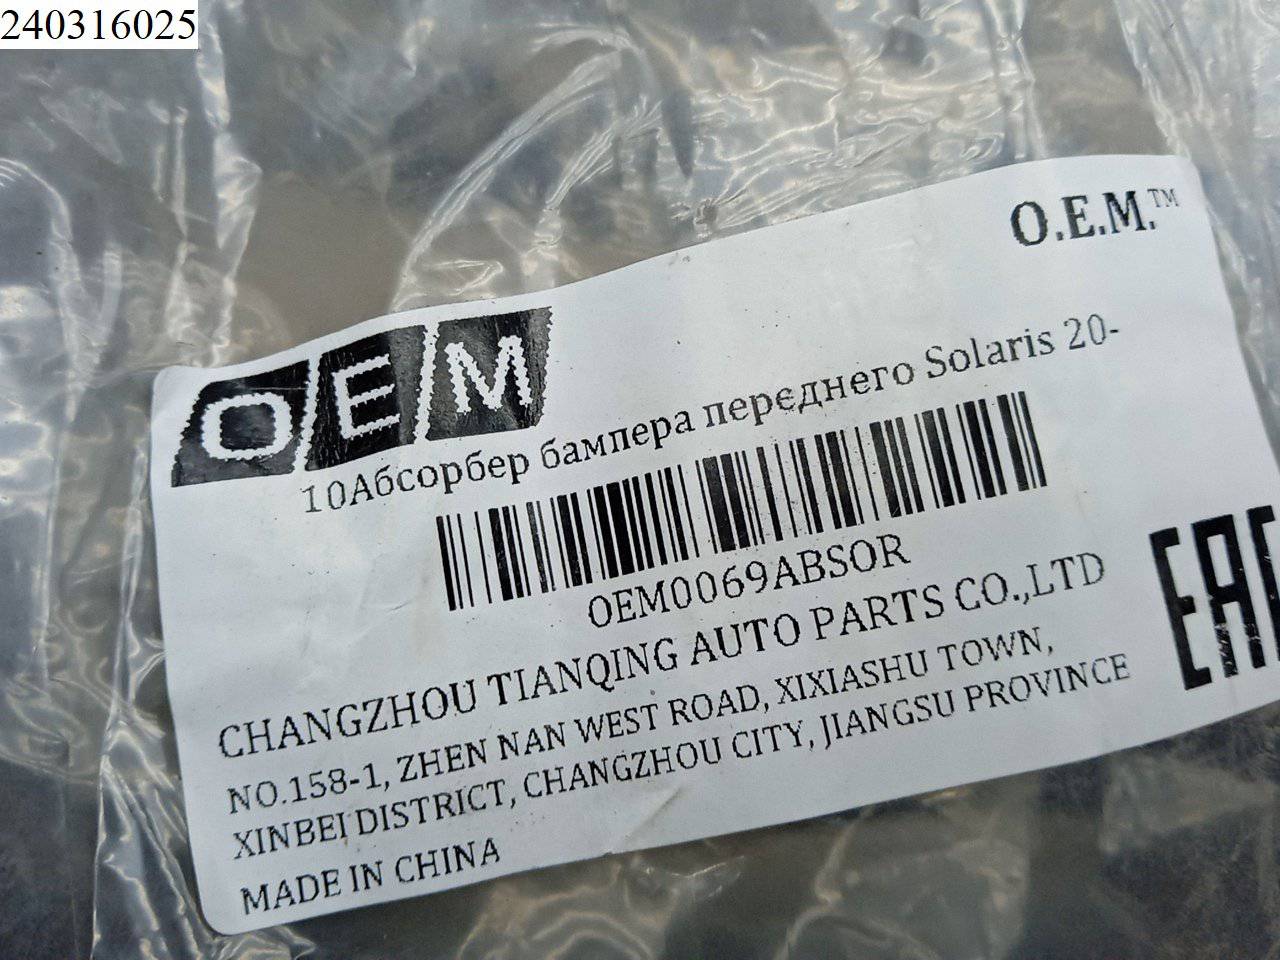 240316025
O.E.M.™
OEM
10Абсорбер бампера переднего Solaris 20-
OEM0069ABSOR
CHANGZHOU TIANQING AUTO PARTS CO.,LTD
NO.158-1, ZHEN NAN WEST ROAD, XIXIASHU TOWN,
XINBEI DISTRICT, CHANGZHOU CITY, JIANGSU PROVINCE
MADE IN CHINA
EAC